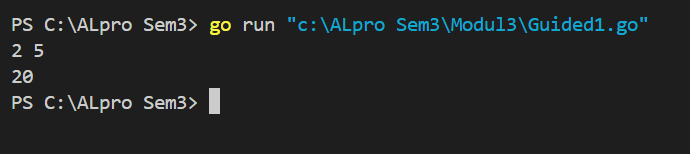 PS C:\ALpro Sem3> go run "c:\ALpro Sem3\Modul3\Guided1.go"
2 5
20
PS C:\ALpro Sem3>